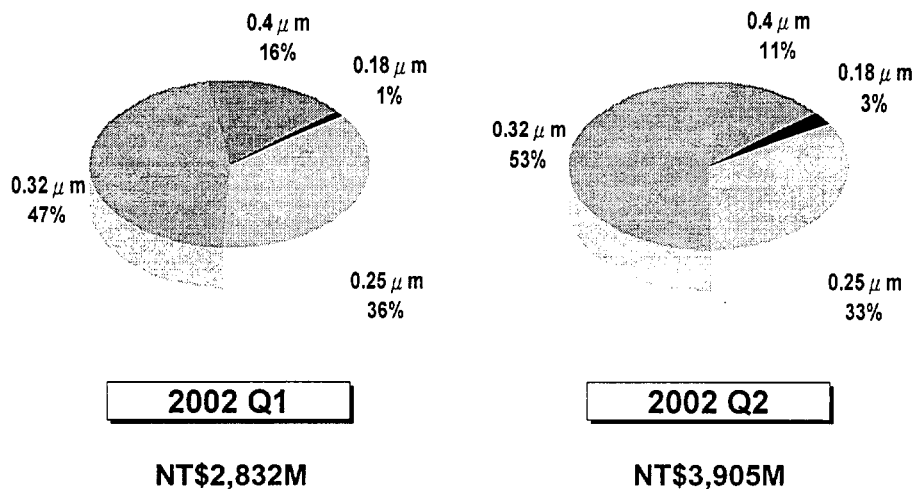 0.4 μ m
16%
0.18 μ m
1%
0.32 μ m
47%
0.25 μ m
36%
2002 Q1
NT$2,832M
0.4 μ m
11%
0.18 μ m
3%
0.32 μ m
53%
0.25 μ m
33%
2002 Q2
NT$3,905M